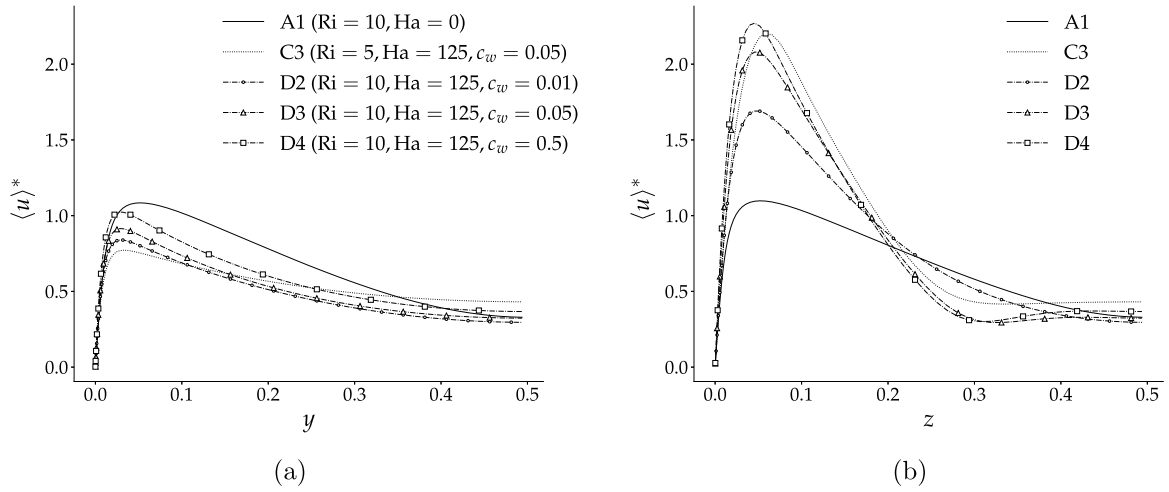 A1 (Ri = 10, Ha = 0)
C3 (Ri = 5, Ha = 125, c_w = 0.05)
D2 (Ri = 10, Ha = 125, c_w = 0.01)
D3 (Ri = 10, Ha = 125, c_w = 0.05)
D4 (Ri = 10, Ha = 125, c_w = 0.5)
2.0
1.5
1.0
0.5
0.0
⟨u⟩*
0.0 0.1 0.2 0.3 0.4 0.5
y
(a)
A1
C3
D2
D3
D4
2.0
1.5
1.0
0.5
0.0
⟨u⟩*
0.0 0.1 0.2 0.3 0.4 0.5
z
(b)